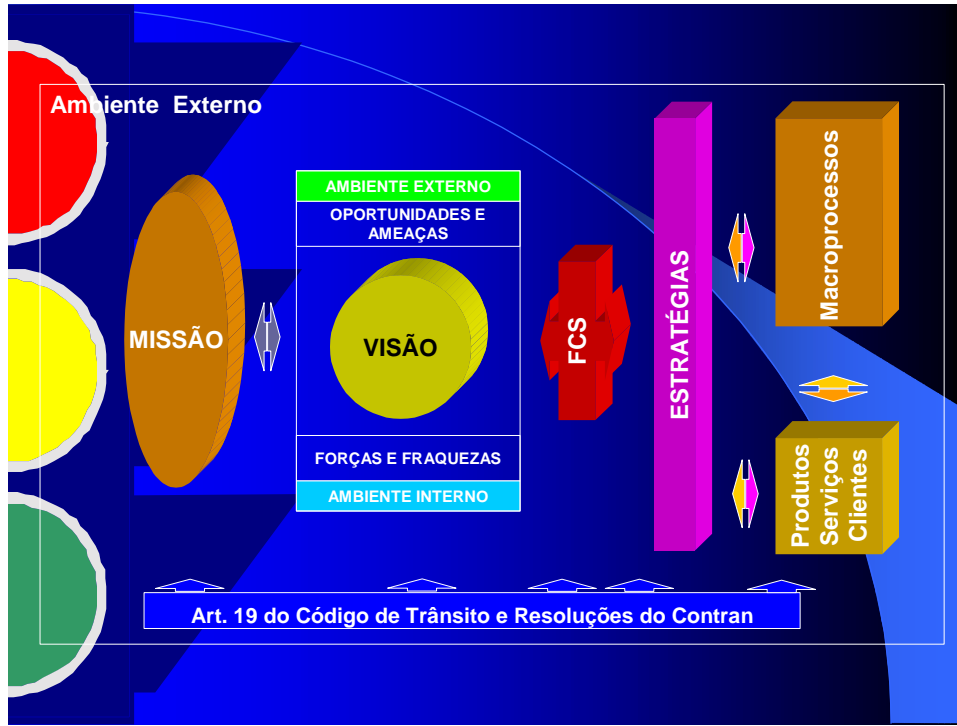 Ambiente Externo
MISSÃO
AMBIENTE EXTERNO
OPORTUNIDADES E
AMEAÇAS
VISÃO
FORÇAS E FRAQUEZAS
AMBIENTE INTERNO
FCS
ESTRATÉGIAS
Macroprocessos
Produtos
Serviços
Clientes
Art. 19 do Código de Trânsito e Resoluções do Contran